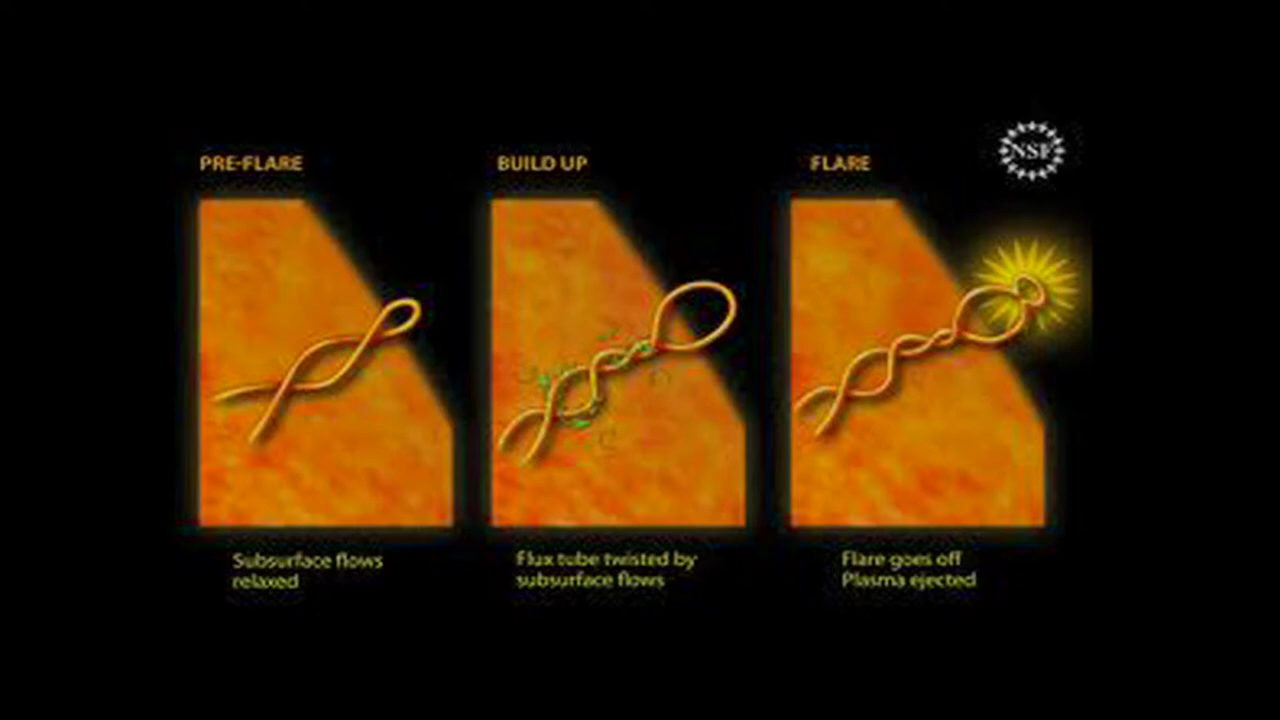 PRE-FLARE
BUILD UP
FLARE
NSF
Subsurface flows
relaxed
Flux tube twisted by
subsurface flows
Flare goes off
Plasma ejected